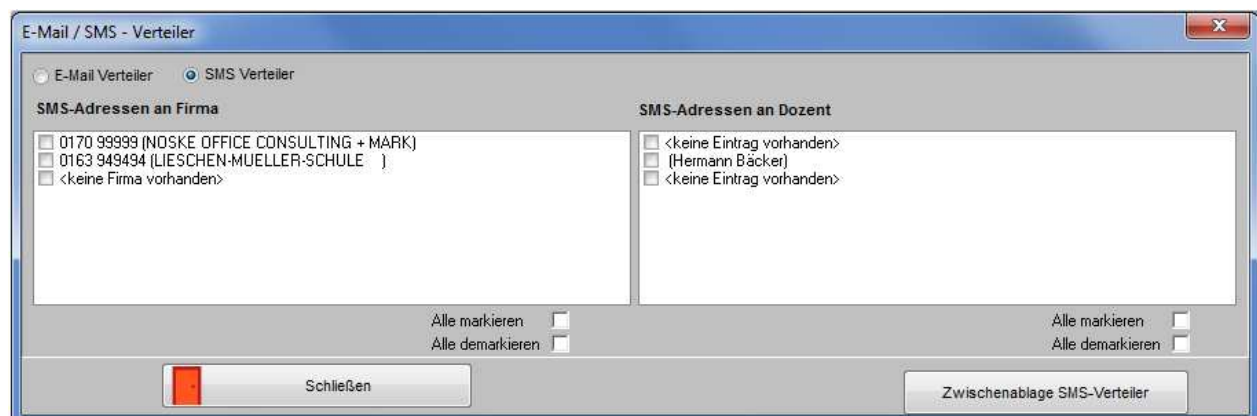 E-Mail / SMS - Verteiler
E-Mail Verteiler SMS Verteiler
SMS-Adressen an Firma
0170 99999 (NOSKE OFFICE CONSULTING + MARK)
0163 949494 (LIESCHEN-MUELLER-SCHULE )
<keine Firma vorhanden>
Alle markieren
Alle demarkieren
SMS-Adressen an Dozent
<keine Eintrag vorhanden>
(Hermann Bäcker)
<keine Eintrag vorhanden>
Alle markieren
Alle demarkieren
Schließen
Zwischenablage SMS-Verteiler